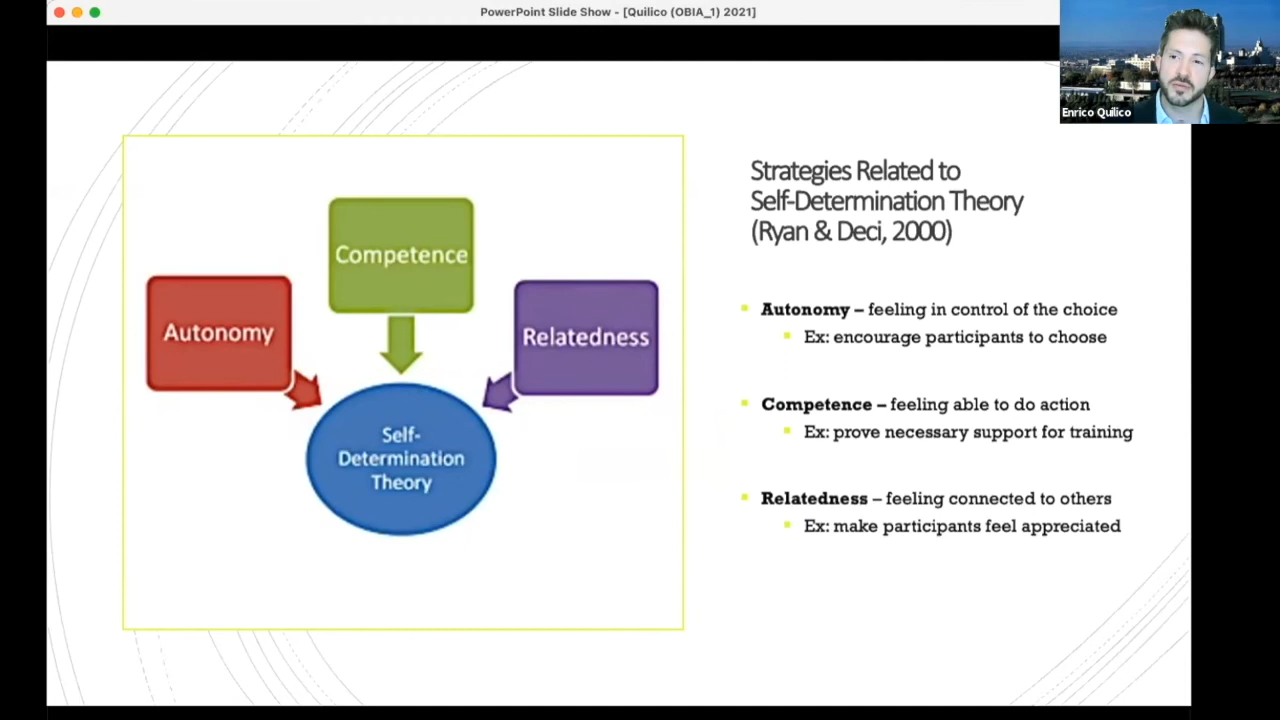 PowerPoint Slide Show - [Quilico (OBIA_1) 2021]
Enrico Quilico
Competence
Autonomy
Relatedness
Self-
Determination
Theory
Strategies Related to
Self-Determination Theory
(Ryan & Deci, 2000)
Autonomy – feeling in control of the choice
Ex: encourage participants to choose
Competence – feeling able to do action
Ex: prove necessary support for training
Relatedness – feeling connected to others
Ex: make participants feel appreciated